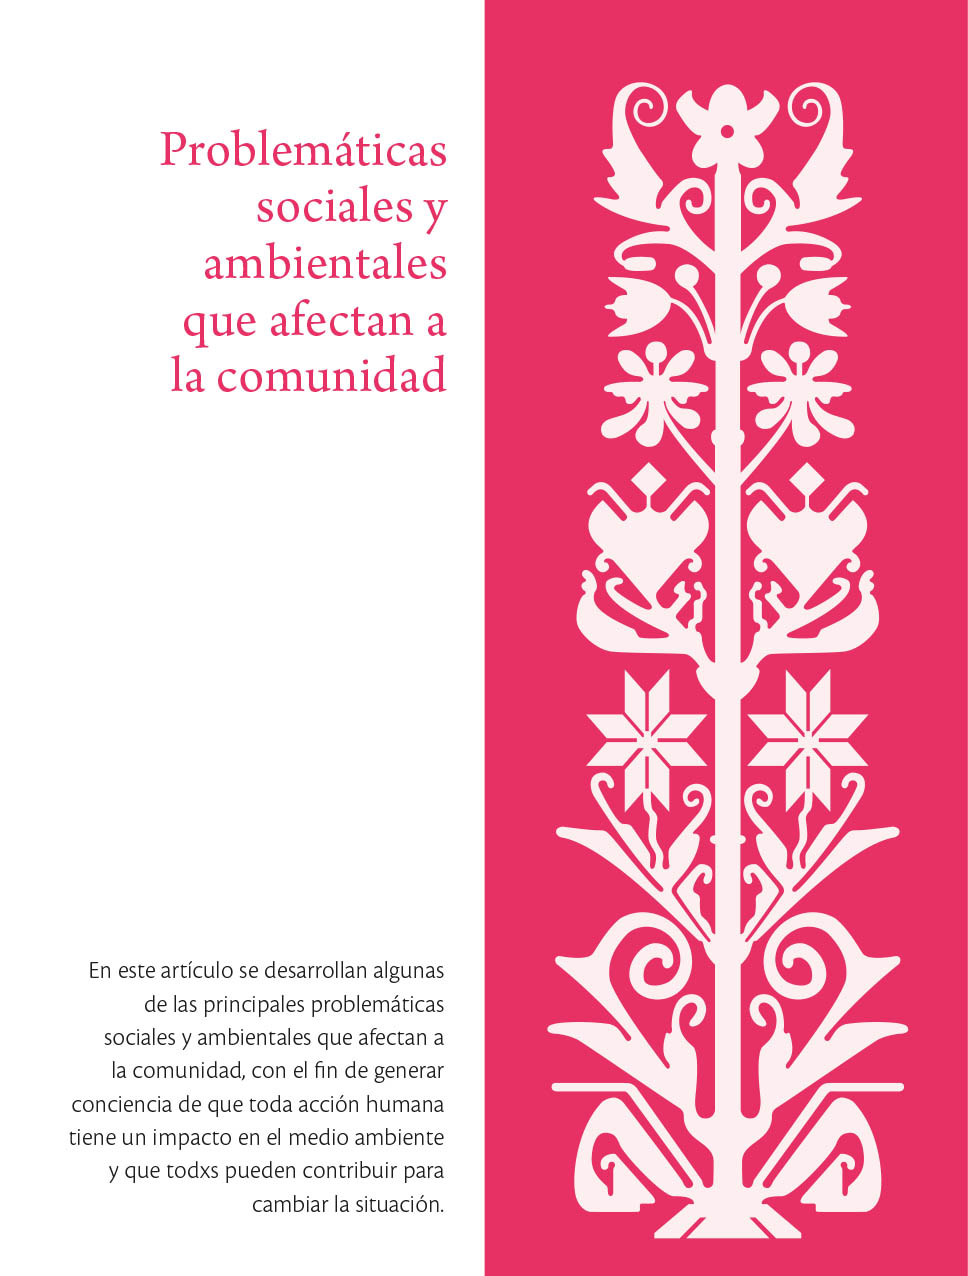 Problemáticas
sociales y
ambientales
que afectan a
la comunidad
En este artículo se desarrollan algunas
de las principales problemáticas
sociales y ambientales que afectan a
la comunidad, con el fin de generar
conciencia de que toda acción humana
tiene un impacto en el medio ambiente
y que todxs pueden contribuir para
cambiar la situación.